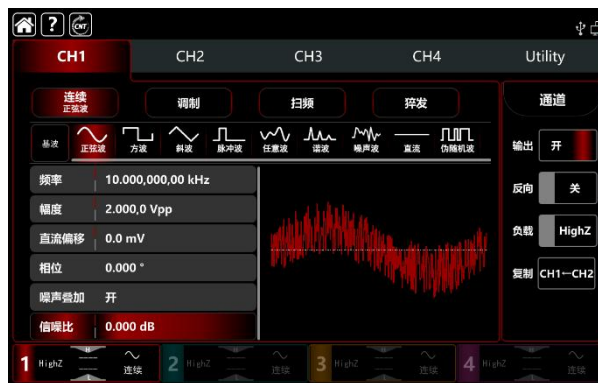 ? CNT
CH1 CH2 CH3 CH4 Utility
连续
正弦波
调制 扫频 猝发 通道
基波 正弦波 方波 斜波 脉冲波 任意波 谐波 噪声波 直流 伪随机波
输出 开
频率 10.000,000,00 kHz
反向 关
幅度 2.000,0 Vpp
直流偏移 0.0 mV
负载 HighZ
相位 0.000 °
复制 CH1←CH2
噪声叠加 开
信噪比 0.000 dB
1 HighZ 连续 2 HighZ 连续 3 HighZ 连续 4 HighZ 连续